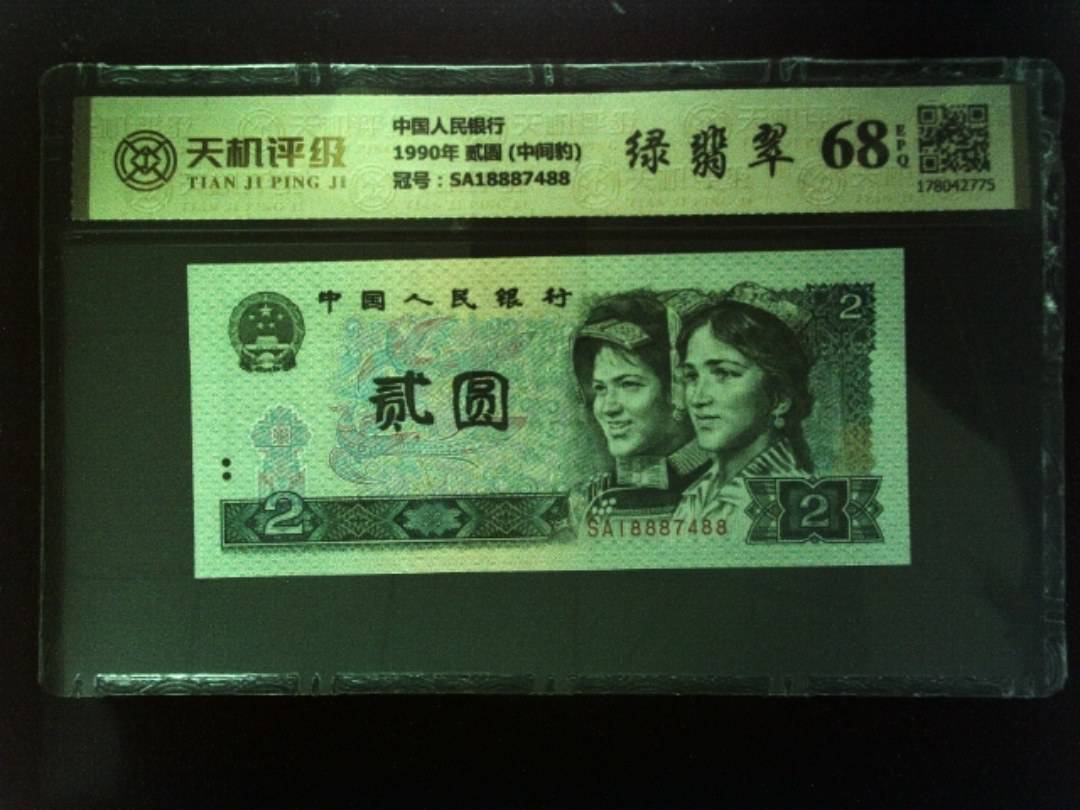 天机评级
TIAN JI PING JI
中国人民银行
1990年 贰圆 (中间豹)
冠号：SA18887488
绿翡翠
68
EPQ
178042775
中国人民银行
2
贰圆
2
SA18887488
2